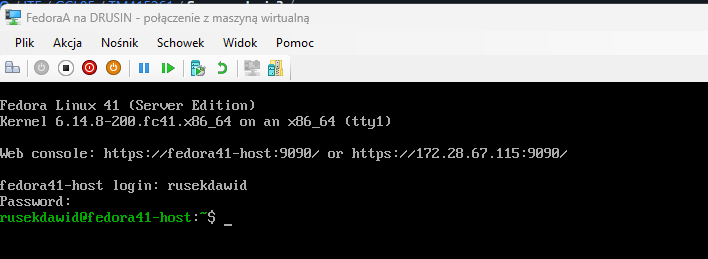 FedoraA na DRUSIN - połączenie z maszyną wirtualną
Plik Akcja Nośnik Schowek Widok Pomoc
Fedora Linux 41 (Server Edition)
Kernel 6.14.8-200.fc41.x86_64 on an x86_64 (tty1)
Web console: https://fedora41-host:9090/ or https://172.28.67.115:9090/
fedora41-host login: rusekdawid
Password:
rusekdawid@fedora41-host:~$ _